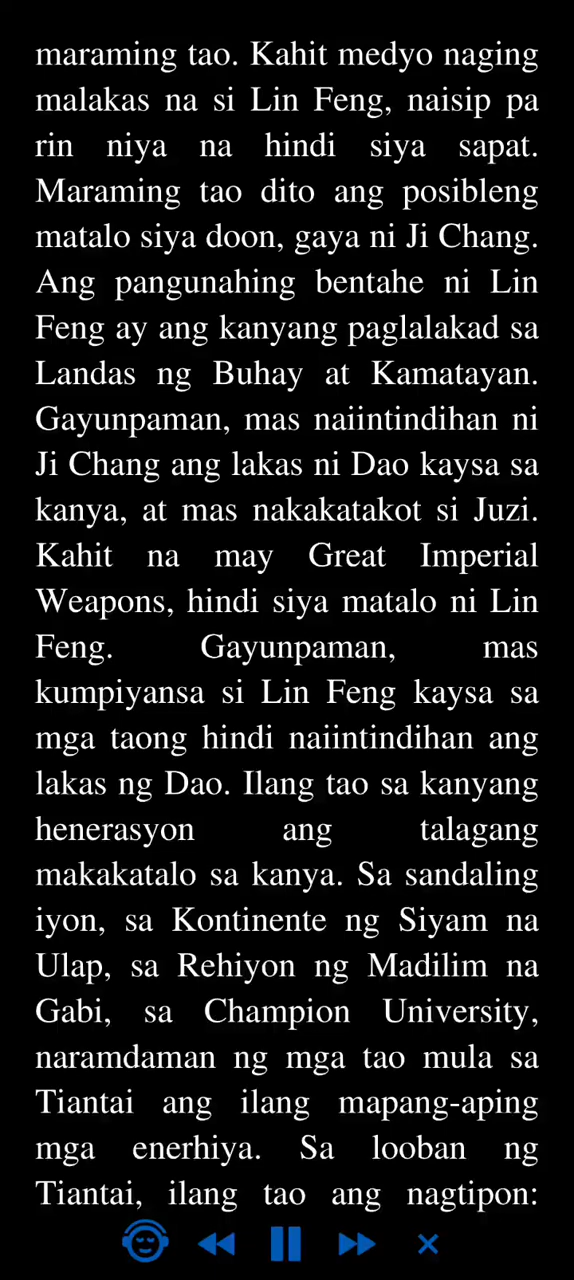 maraming tao. Kahit medyo naging
malakas na si Lin Feng, naisip pa
rin niya na hindi siya sapat.
Maraming tao dito ang posibleng
matalo siya doon, gaya ni Ji Chang.
Ang pangunahing bentahe ni Lin
Feng ay ang kanyang paglalakad sa
Landas ng Buhay at Kamatayan.
Gayunpaman, mas naiintindihan ni
Ji Chang ang lakas ni Dao kaysa sa
kanya, at mas nakakatakot si Juzi.
Kahit na may Great Imperial
Weapons, hindi siya matalo ni Lin
Feng. Gayunpaman, mas
kumpiyansa si Lin Feng kaysa sa
mga taong hindi naiintindihan ang
lakas ng Dao. Ilang tao sa kanyang
henerasyon ang talagang
makakatalo sa kanya. Sa sandaling
iyon, sa Kontinente ng Siyam na
Ulap, sa Rehiyon ng Madilim na
Gabi, sa Champion University,
naramdaman ng mga tao mula sa
Tiantai ang ilang mapang-aping
mga enerhiya. Sa looban ng
Tiantai, ilang tao ang nagtipon: